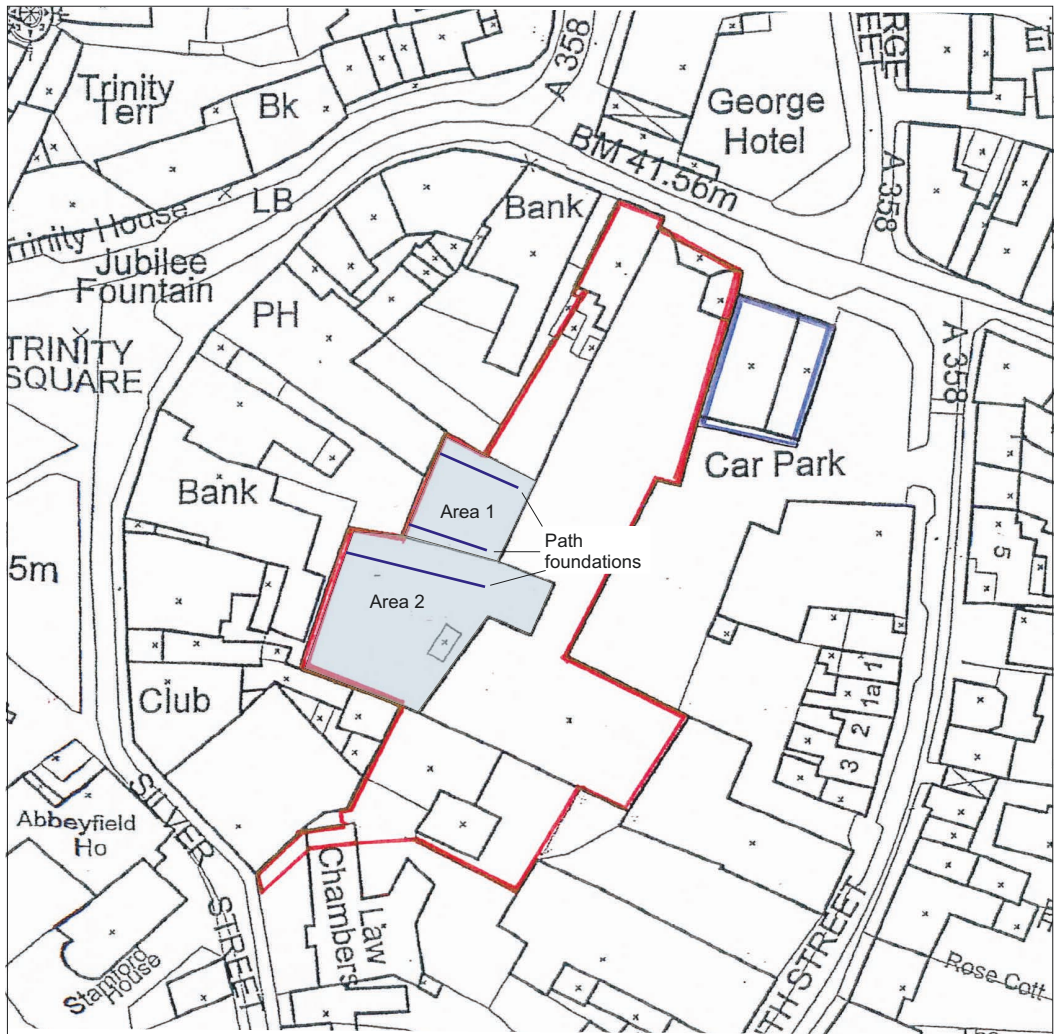 A 358
Trinity
Terr
Bk
George
Hotel
BM 41.56m
A 358
LB
Bank
Jubilee
Fountain
PH
TRINITY
SQUARE
A 358
Car Park
Bank
Area 1
Path
foundations
5
5m
Area 2
1
1a
2
3
Club
SILVER
STREET
Abbeyfield
Ho
Law
Chambers
Stamford
House
Rose Cott